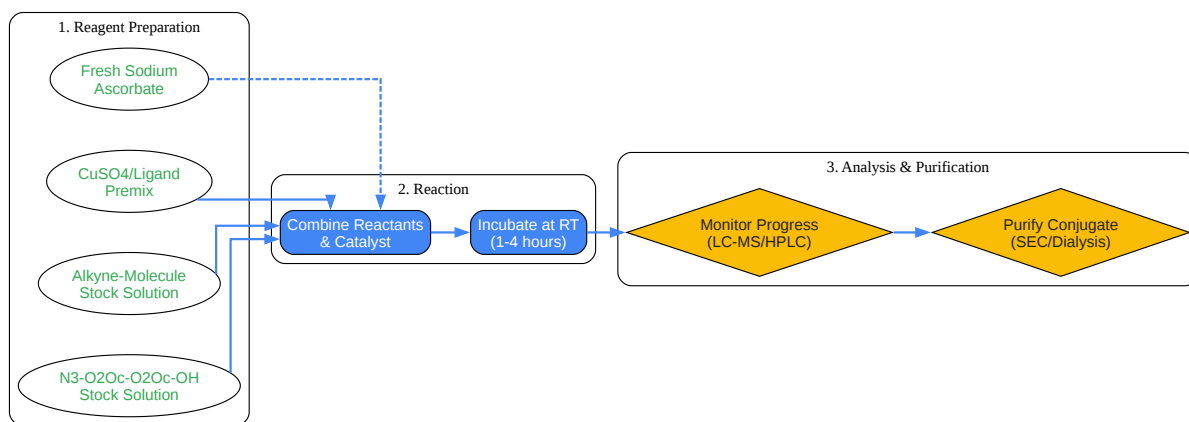 1. Reagent Preparation
Fresh Sodium
Ascorbate
CuSO4/Ligand
Premix
Alkyne-Molecule
Stock Solution
N3-O2Oc-O2Oc-OH
Stock Solution
2. Reaction
Combine Reactants
& Catalyst
Incubate at RT
(1-4 hours)
3. Analysis & Purification
Monitor Progress
(LC-MS/HPLC)
Purify Conjugate
(SEC/Dialysis)